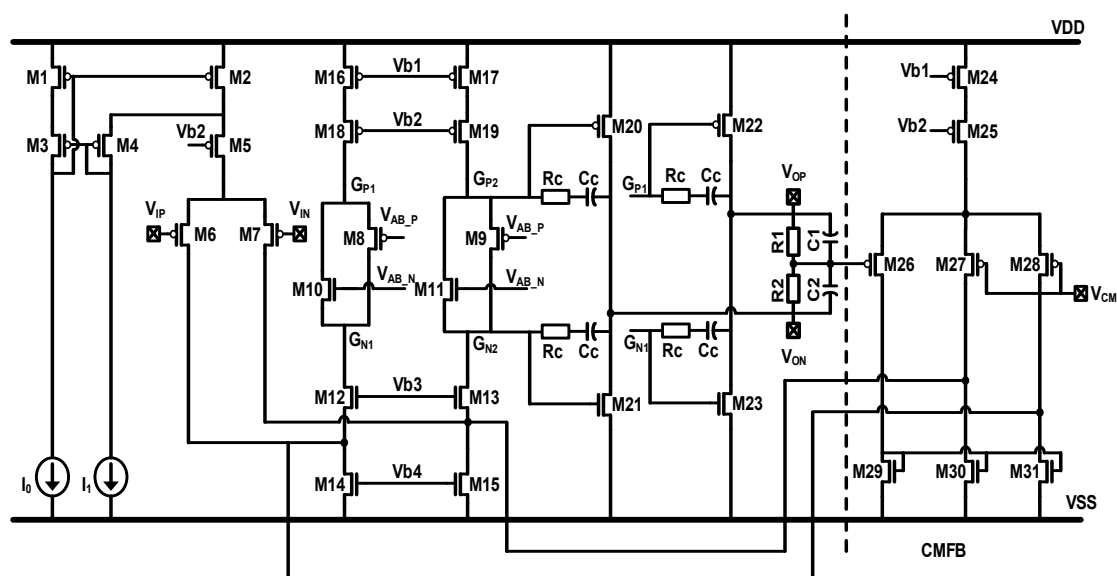 VDD
M1
M2
M16
Vb1
M17
Vb1
M24
M3
M4
Vb2
M5
M18
Vb2
M19
M20
M22
Vb2
M25
GP1
GP2
Rc
Cc
GP1
Rc
Cc
VOP
VIP
M6
M7
VIN
M8
VAB_P
M9
VAB_P
R1
C1
M26
M27
M28
M10
VAB_N
M11
VAB_N
R2
C2
VCM
GN1
GN2
Rc
Cc
GN1
Rc
Cc
VON
M12
Vb3
M13
M21
M23
I0
I1
M14
Vb4
M15
M29
M30
M31
VSS
CMFB